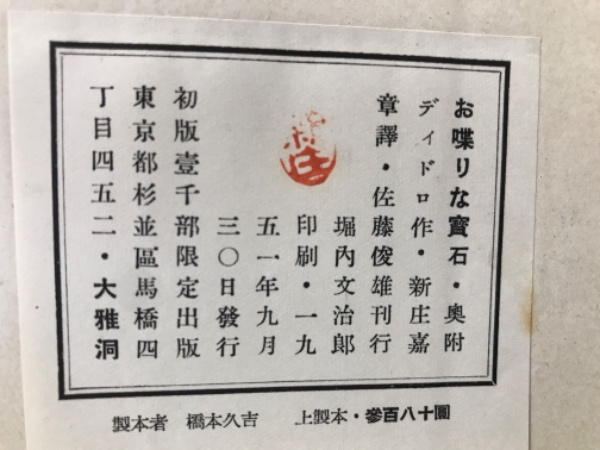 お喋りな寳石・奥附
ディドロ作・新庄嘉
章譯・佐藤俊雄刊行
堀内文治郎
印刷・一九
五一年九月
三〇日發行
初版壹千部限定出版
東京都杉並區馬橋四
丁目四五二・大雅洞
製本者 橋本久吉 上製本・參百八十圓